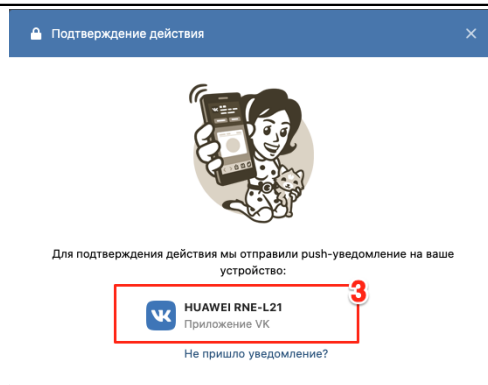 Подтверждение действия
Для подтверждения действия мы отправили push-уведомление на ваше
устройство:
3
HUAWEI RNE-L21
Приложение VK
Не пришло уведомление?